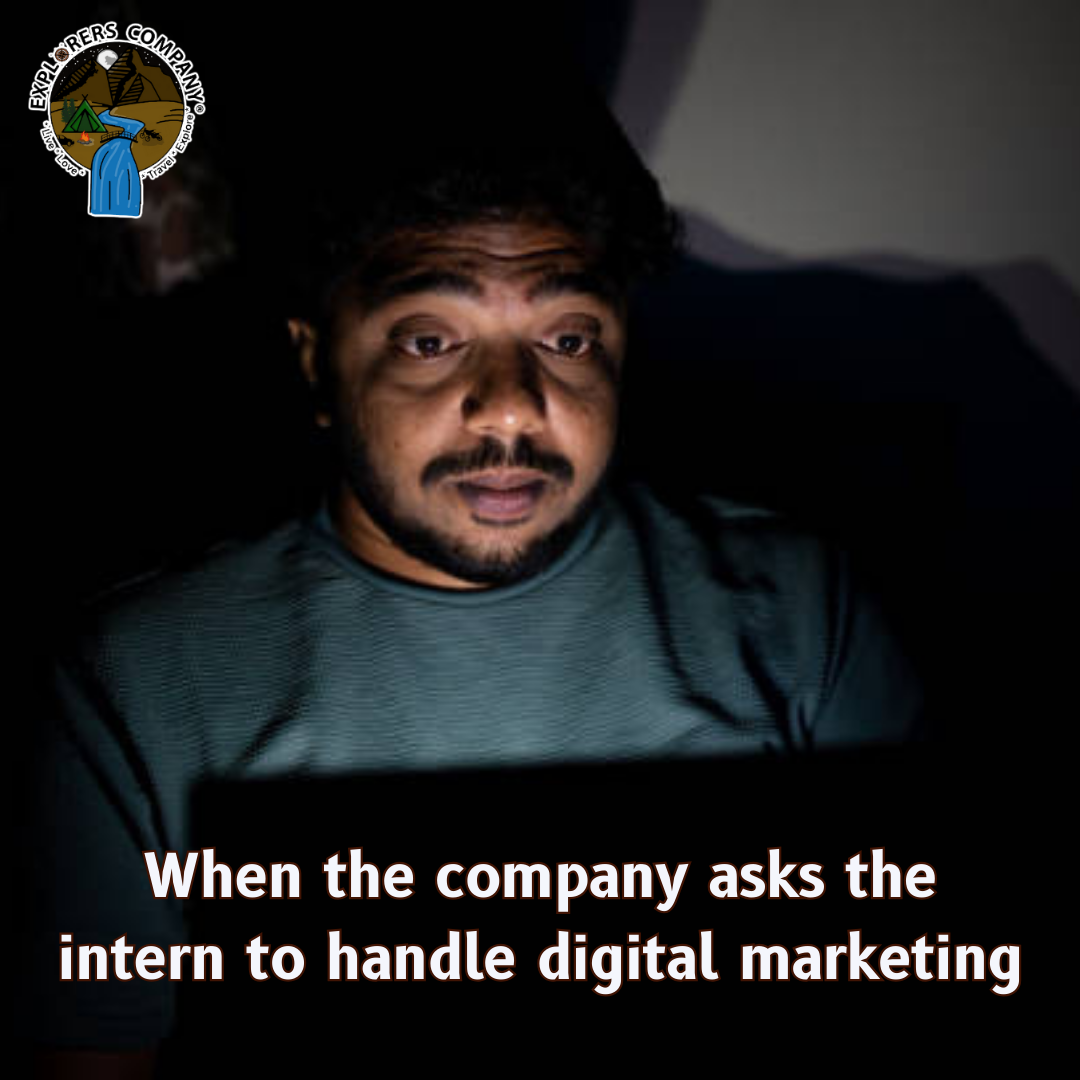 EXPLORERS COMPANY®
• Live • Love •
Travel • Explore •
When the company asks the
intern to handle digital marketing